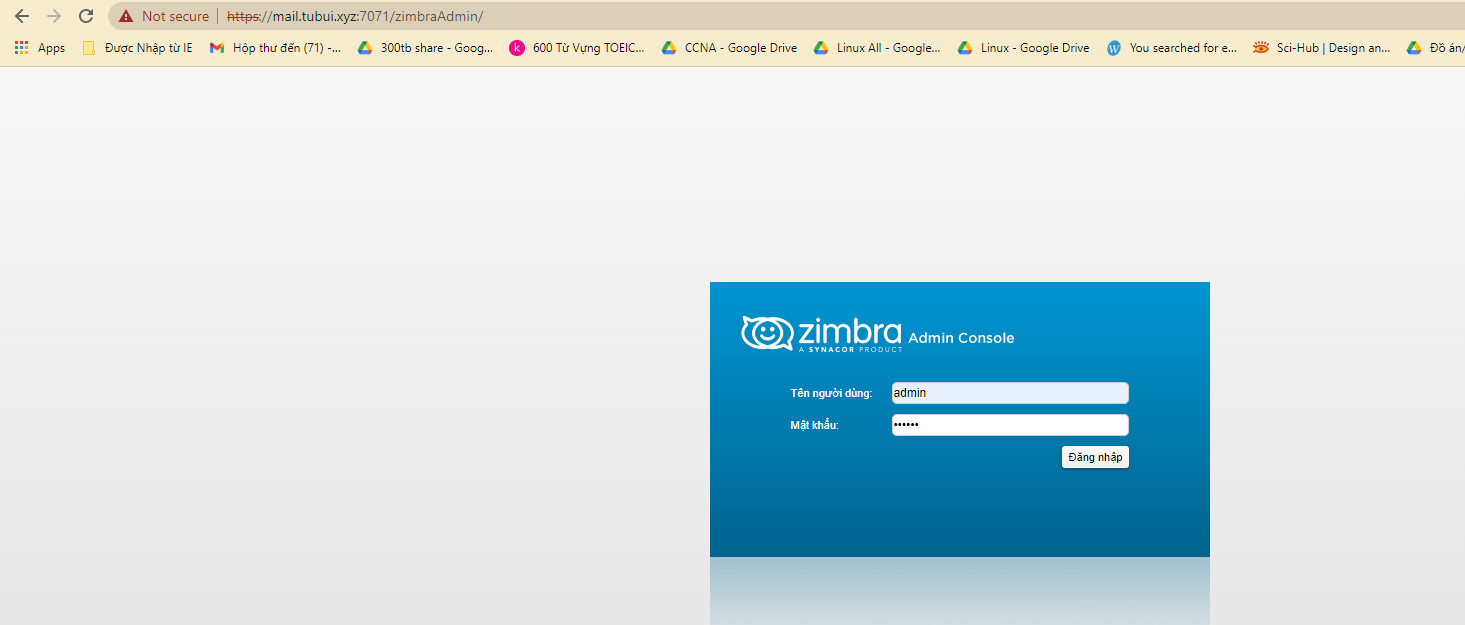 Not secure | https://mail.tubui.xyz:7071/zimbraAdmin/
Apps Được Nhập từ IE Hộp thư đến (71) -... 300tb share - Goog... k 600 Từ Vựng TOEIC... CCNA - Google Drive Linux All - Google... Linux - Google Drive You searched for e... Sci-Hub | Design an... Đồ án/
zimbra Admin Console
A SYNACOR PRODUCT
Tên người dùng: admin
Mật khẩu: ••••••
Đăng nhập